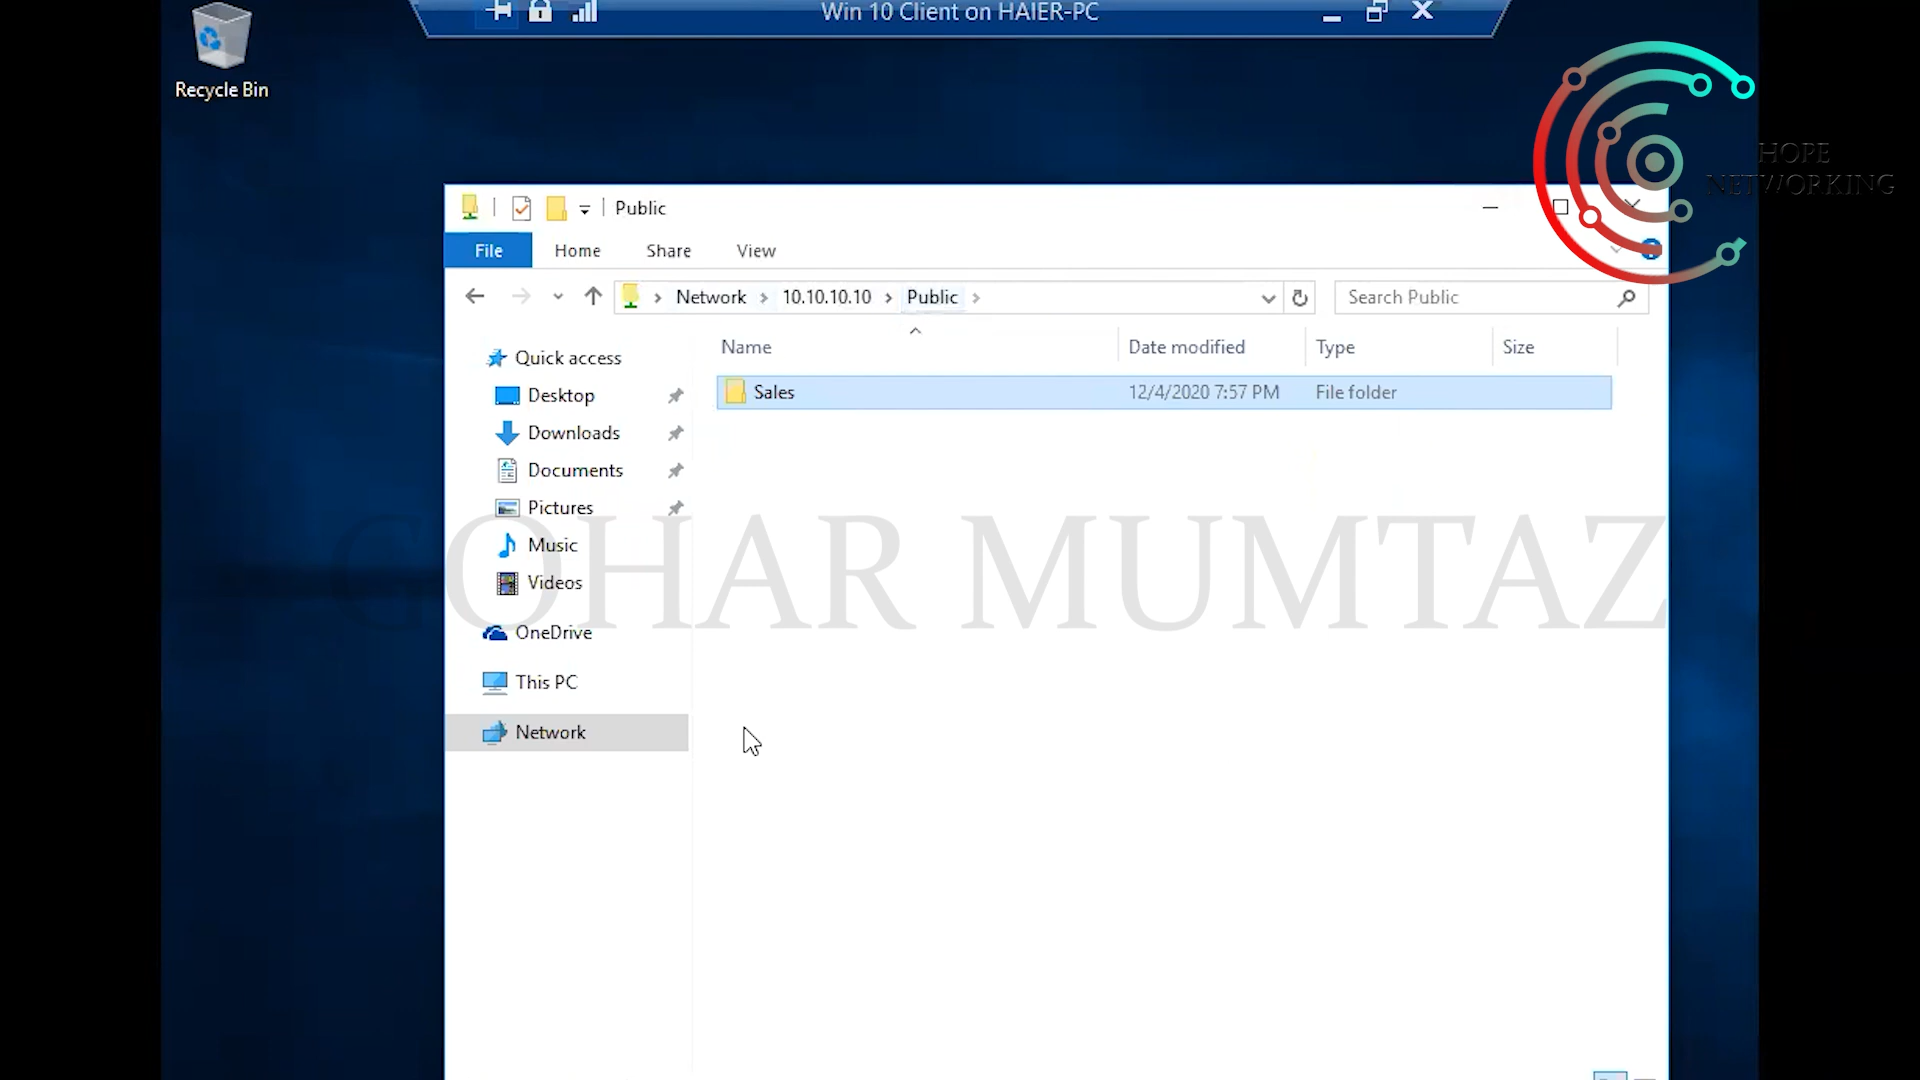 Win 10 Client on HAIER-PC
Recycle Bin
HOPE
NETWORKING
Public
File Home Share View
Network 10.10.10.10 Public
Search Public
Name Date modified Type Size
Quick access
Sales 12/4/2020 7:57 PM File folder
Desktop
Downloads
Documents
Pictures
GOHAR MUMTAZ
Music
Videos
OneDrive
This PC
Network